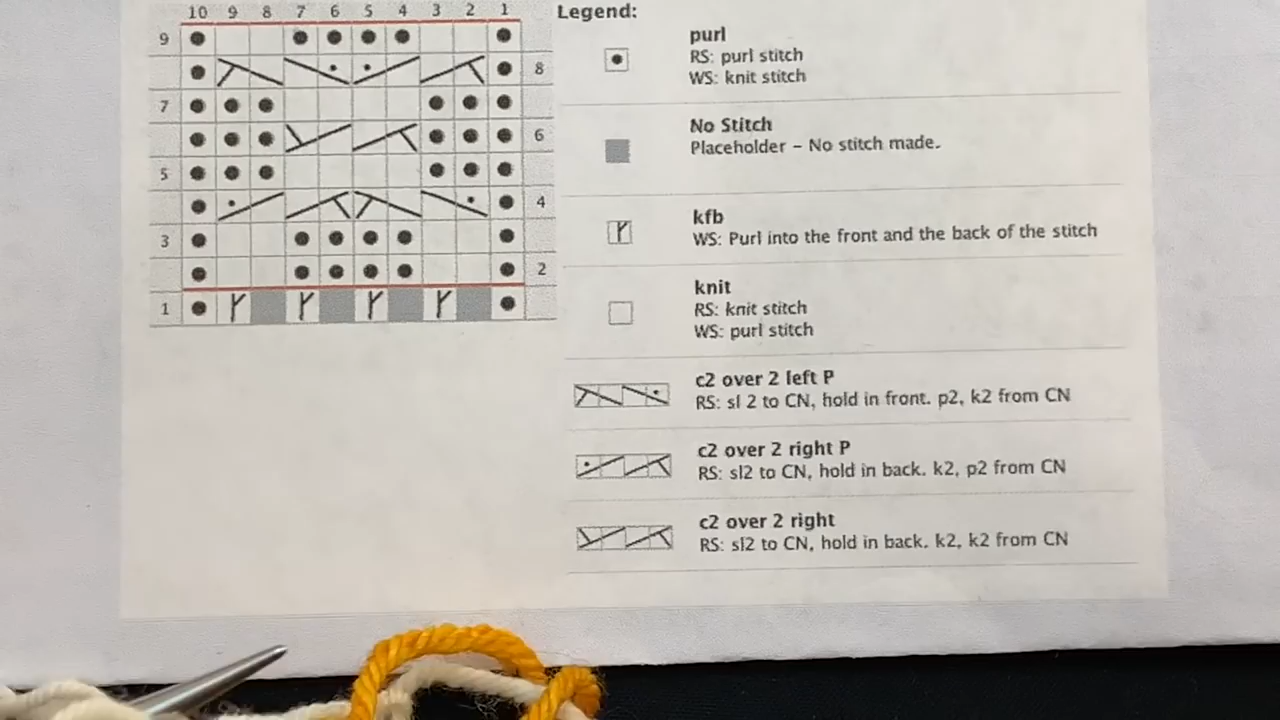 10 9 8 7 6 5 4 3 2 1
9
8
7
6
5
4
3
2
1
Legend:
purl
RS: purl stitch
WS: knit stitch
No Stitch
Placeholder – No stitch made.
kfb
WS: Purl into the front and the back of the stitch
knit
RS: knit stitch
WS: purl stitch
c2 over 2 left P
RS: sl 2 to CN, hold in front. p2, k2 from CN
c2 over 2 right P
RS: sl2 to CN, hold in back. k2, p2 from CN
c2 over 2 right
RS: sl2 to CN, hold in back. k2, k2 from CN